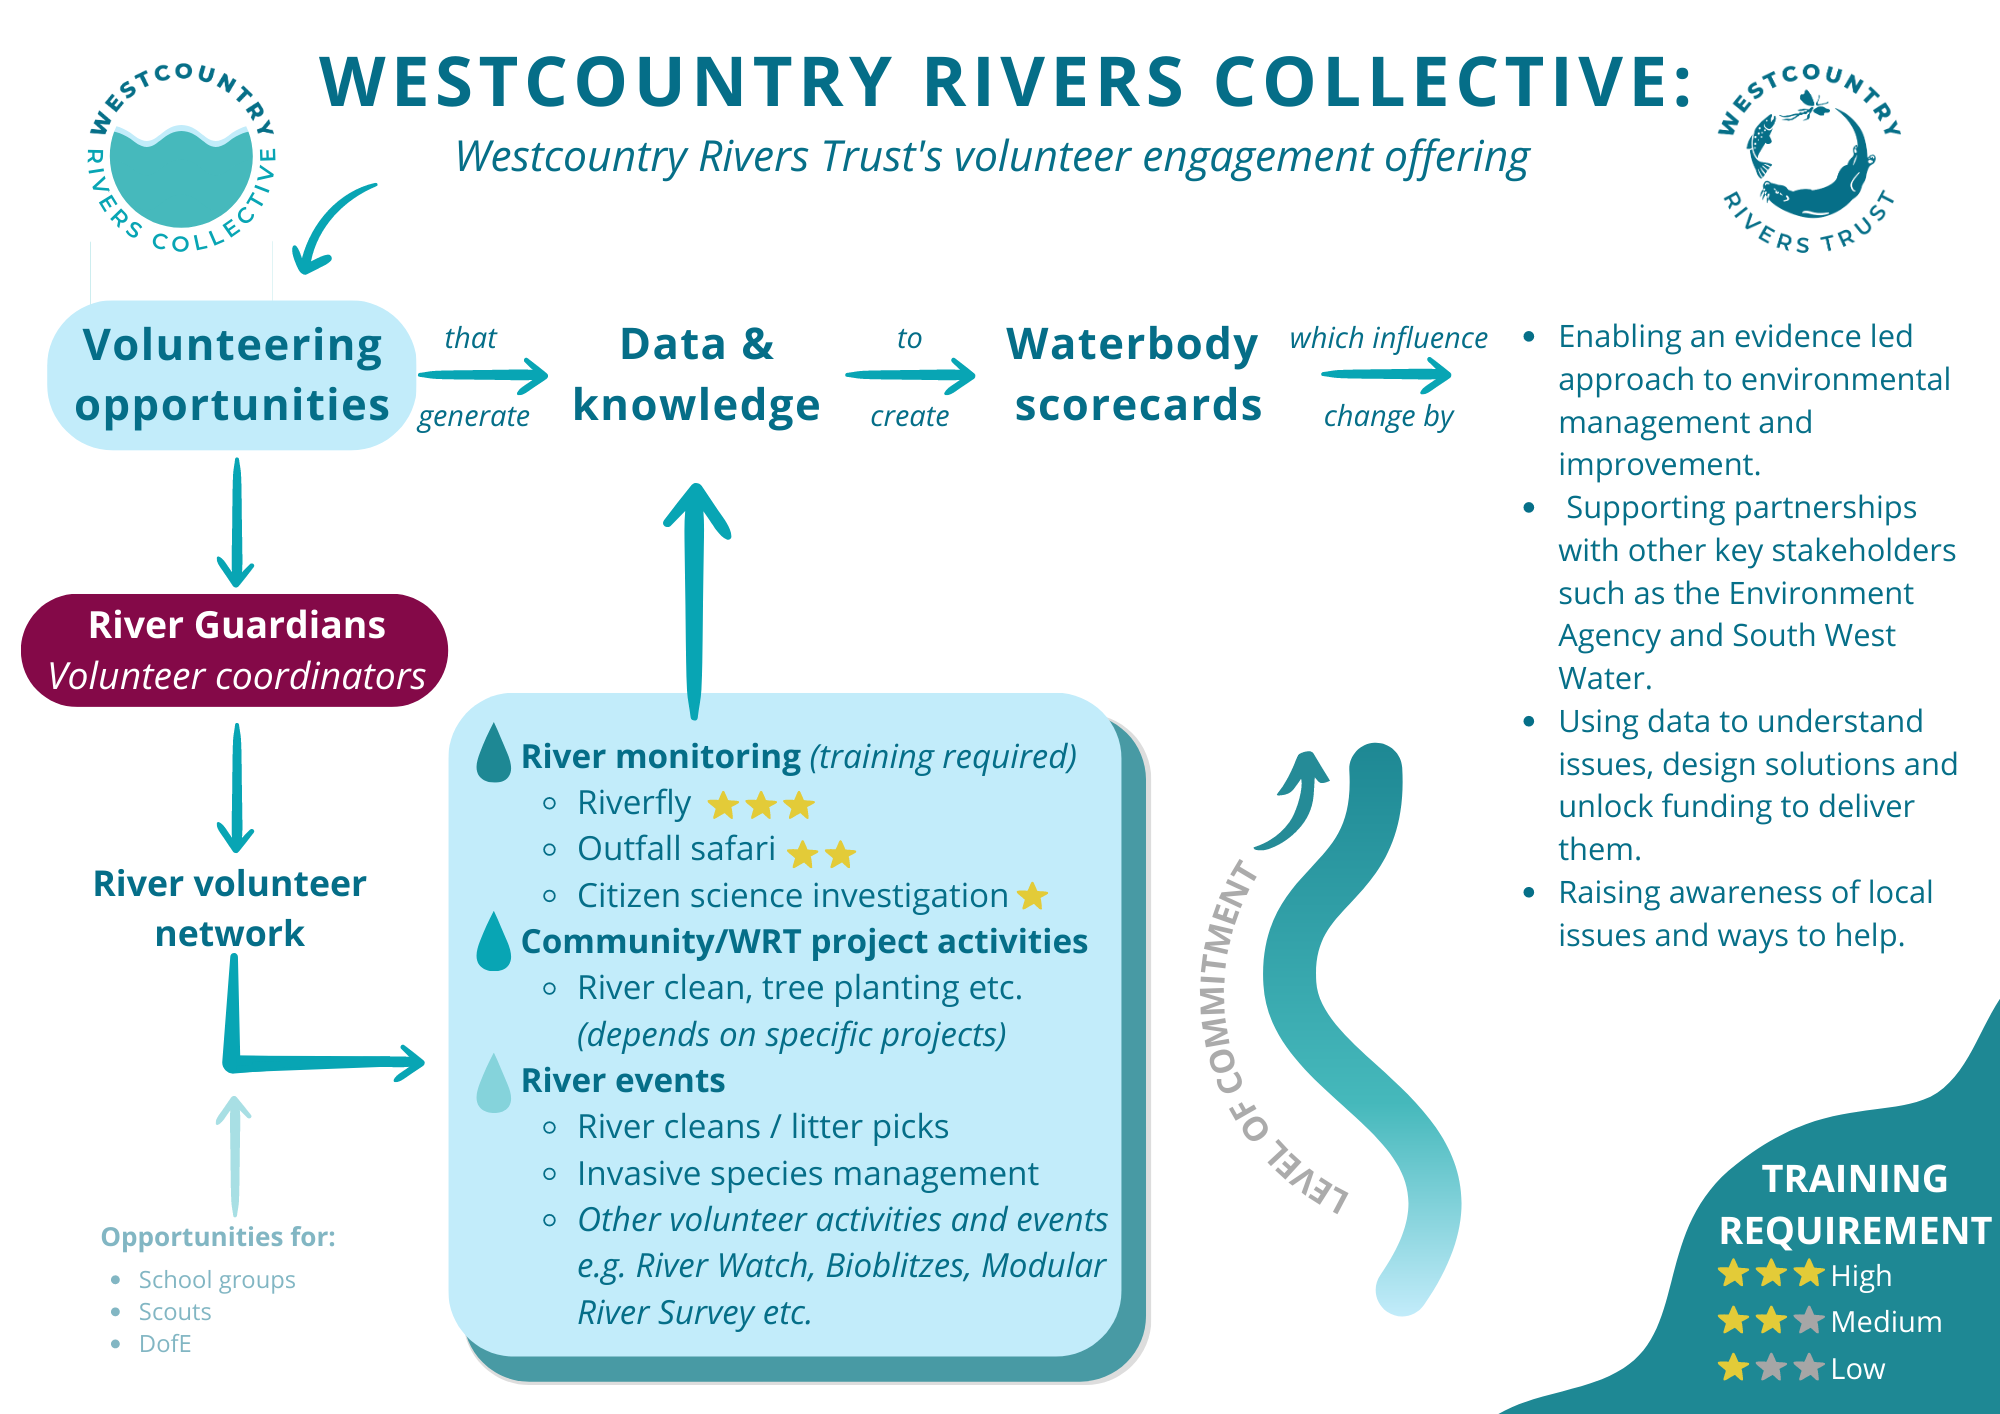 WESTCOUNTRY RIVERS COLLECTIVE:
Westcountry Rivers Trust's volunteer engagement offering
WESTCOUNTRY
RIVERS COLLECTIVE
WESTCOUNTRY
RIVERS TRUST
Volunteering
opportunities
that
generate
Data &
knowledge
to
create
Waterbody
scorecards
which influence
change by
• Enabling an evidence led
approach to environmental
management and
improvement.
• Supporting partnerships
with other key stakeholders
such as the Environment
Agency and South West
Water.
• Using data to understand
issues, design solutions and
unlock funding to deliver
them.
• Raising awareness of local
issues and ways to help.
River Guardians
Volunteer coordinators
River volunteer
network
Opportunities for:
• School groups
• Scouts
• DofE
River monitoring (training required)
Riverfly
Outfall safari
Citizen science investigation
Community/WRT project activities
River clean, tree planting etc.
(depends on specific projects)
River events
River cleans / litter picks
Invasive species management
Other volunteer activities and events
e.g. River Watch, Bioblitzes, Modular
River Survey etc.
LEVEL OF COMMITMENT
TRAINING
REQUIREMENT
High
Medium
Low